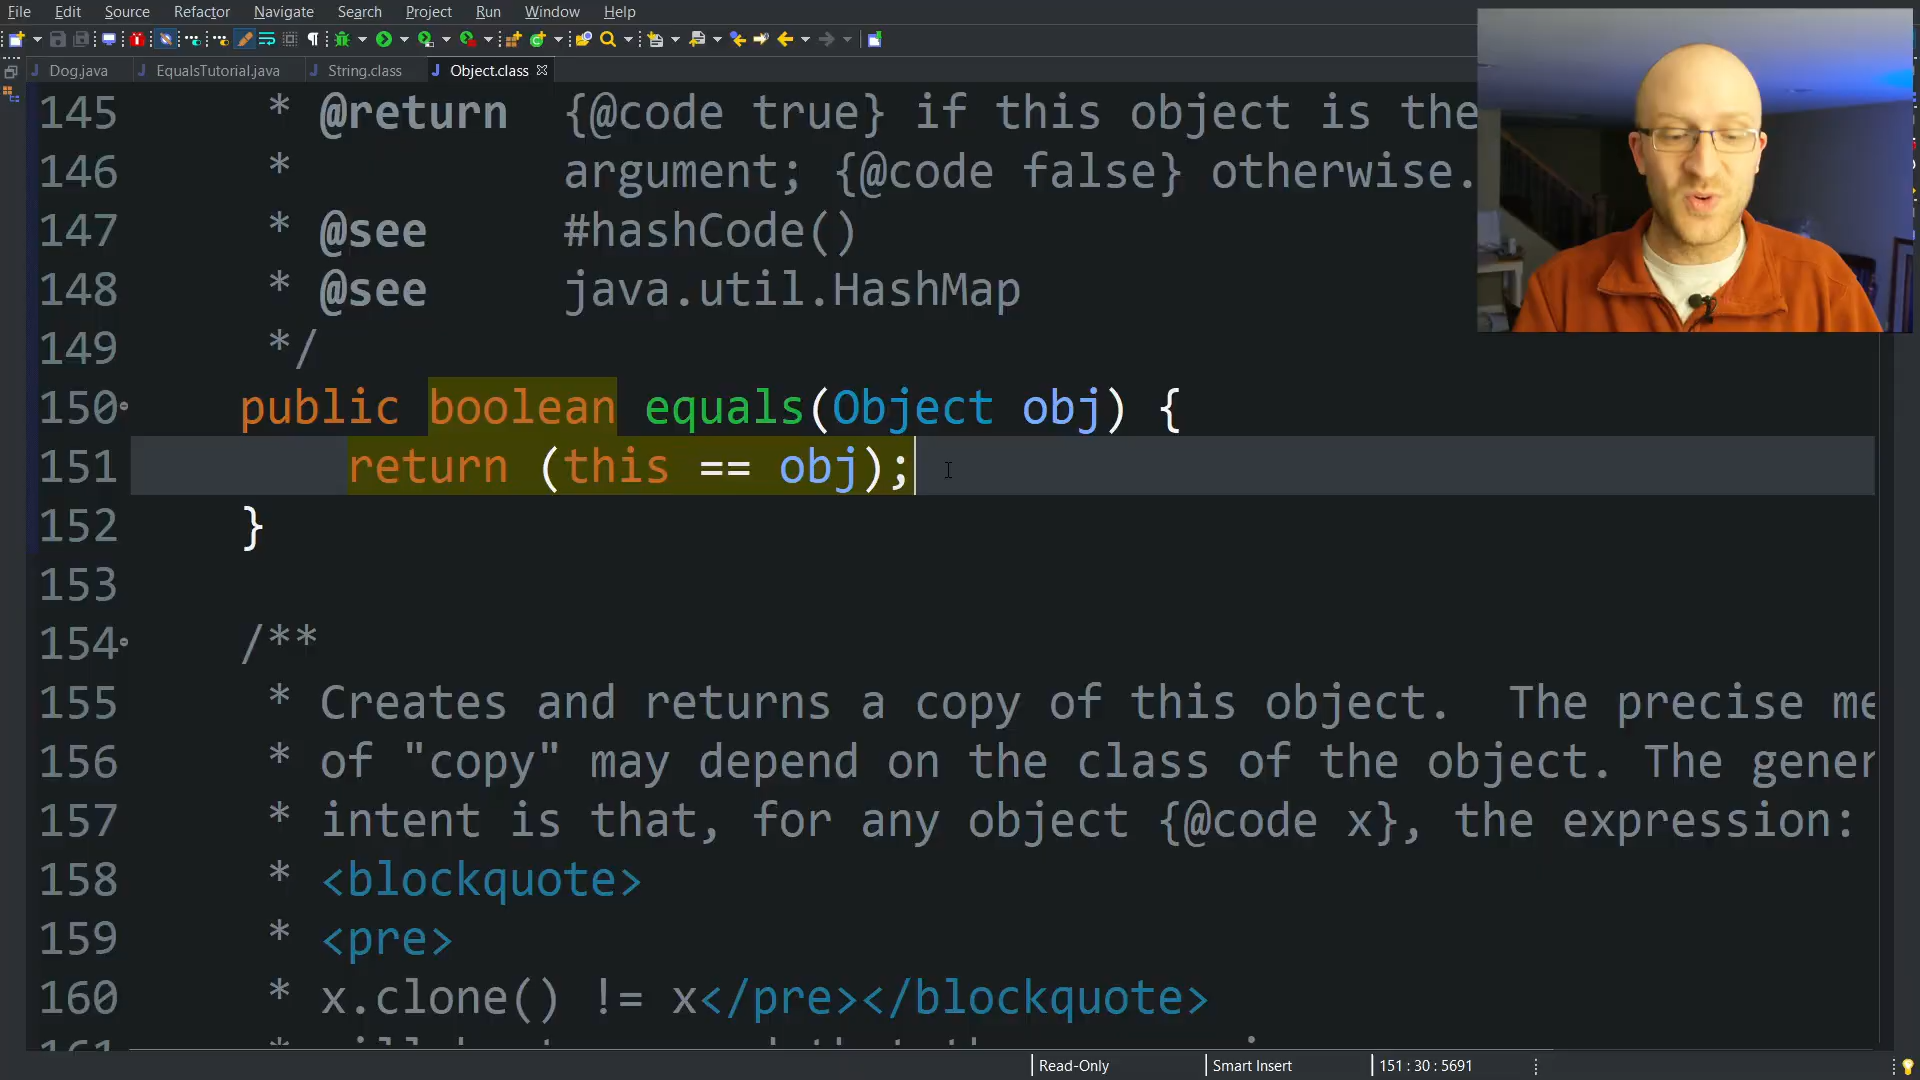 File Edit Source Refactor Navigate Search Project Run Window Help
Dog.java EqualsTutorial.java String.class Object.class
145 * @return {@code true} if this object is the
146 * argument; {@code false} otherwise.
147 * @see #hashCode()
148 * @see java.util.HashMap
149 */
150 public boolean equals(Object obj) {
151 return (this == obj);
152 }
153
154 /**
155 * Creates and returns a copy of this object. The precise me
156 * of "copy" may depend on the class of the object. The gener
157 * intent is that, for any object {@code x}, the expression:
158 * <blockquote>
159 * <pre>
160 * x.clone() != x</pre></blockquote>
161 *
Read-Only Smart Insert 151 : 30 : 5691